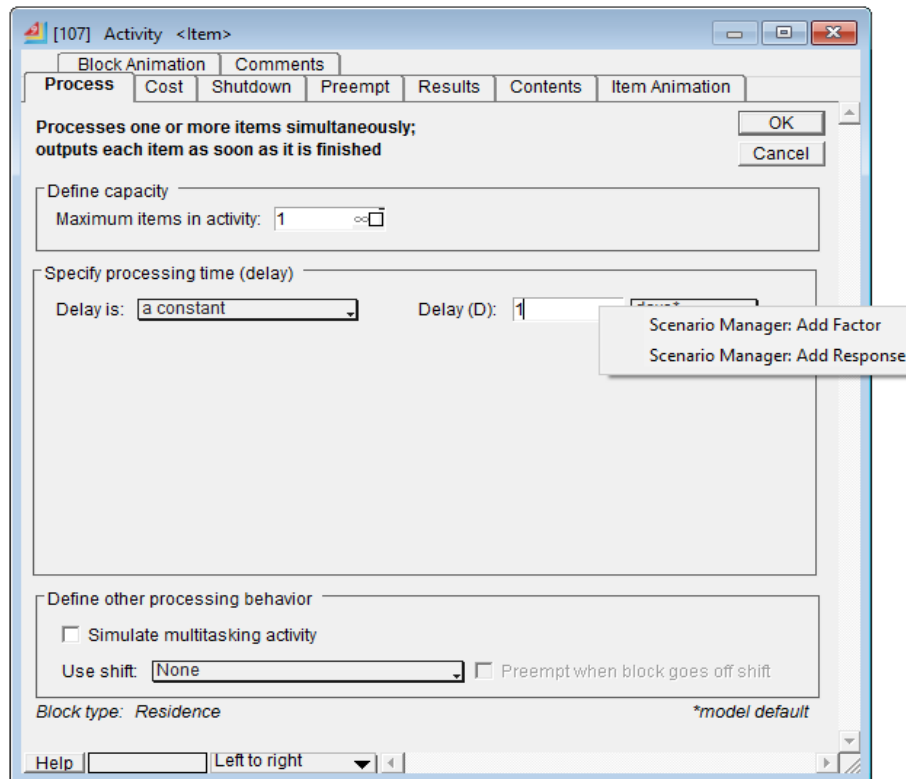 [107] Activity <Item>
Block Animation Comments
Process Cost Shutdown Preempt Results Contents Item Animation
Processes one or more items simultaneously;
outputs each item as soon as it is finished
OK
Cancel
Define capacity
Maximum items in activity: 1 ∞
Specify processing time (delay)
Delay is: a constant Delay (D): 1 days*
Scenario Manager: Add Factor
Scenario Manager: Add Response
Define other processing behavior
Simulate multitasking activity
Use shift: None Preempt when block goes off shift
Block type: Residence *model default
Help Left to right